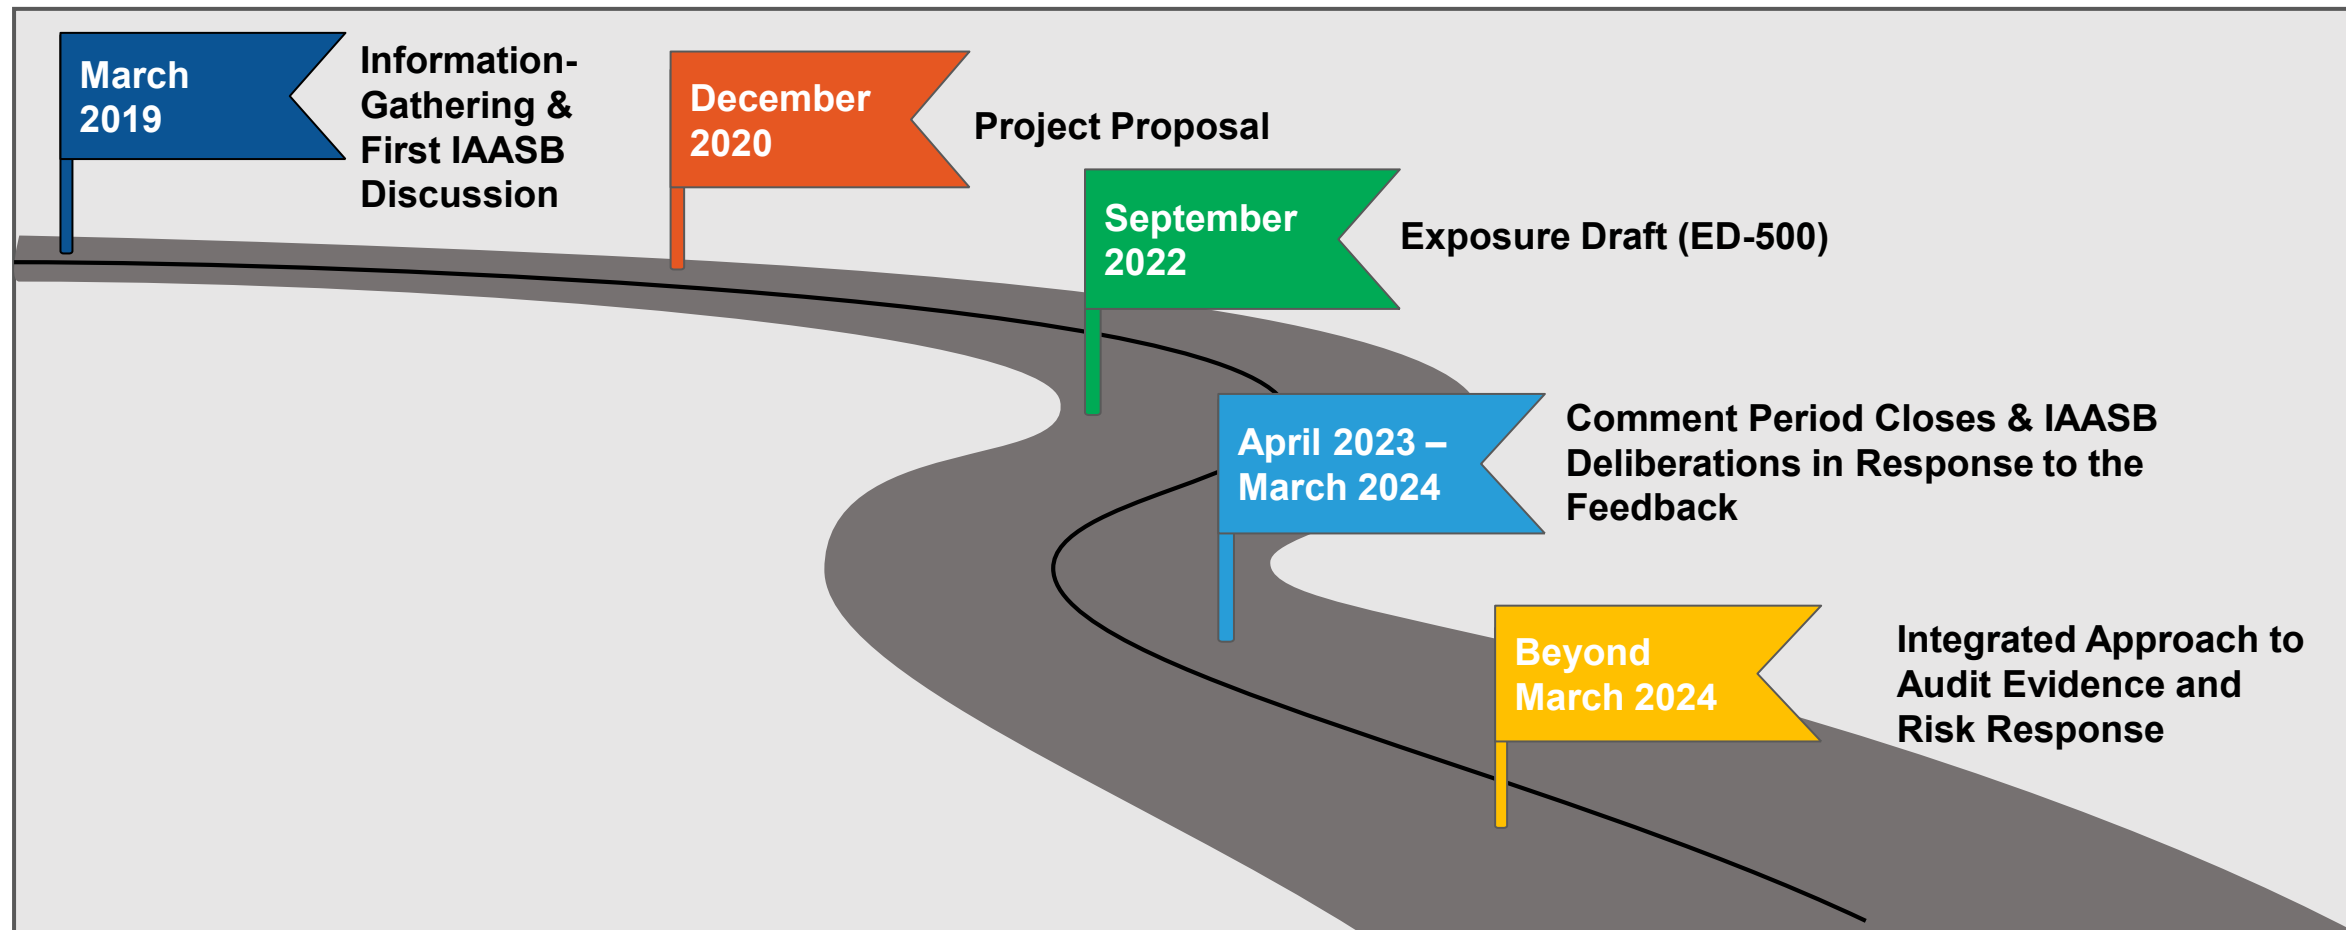 March
2019
Information-
Gathering &
First IAASB
Discussion
December
2020
Project Proposal
September
2022
Exposure Draft (ED-500)
April 2023 –
March 2024
Comment Period Closes & IAASB
Deliberations in Response to the
Feedback
Beyond
March 2024
Integrated Approach to
Audit Evidence and
Risk Response